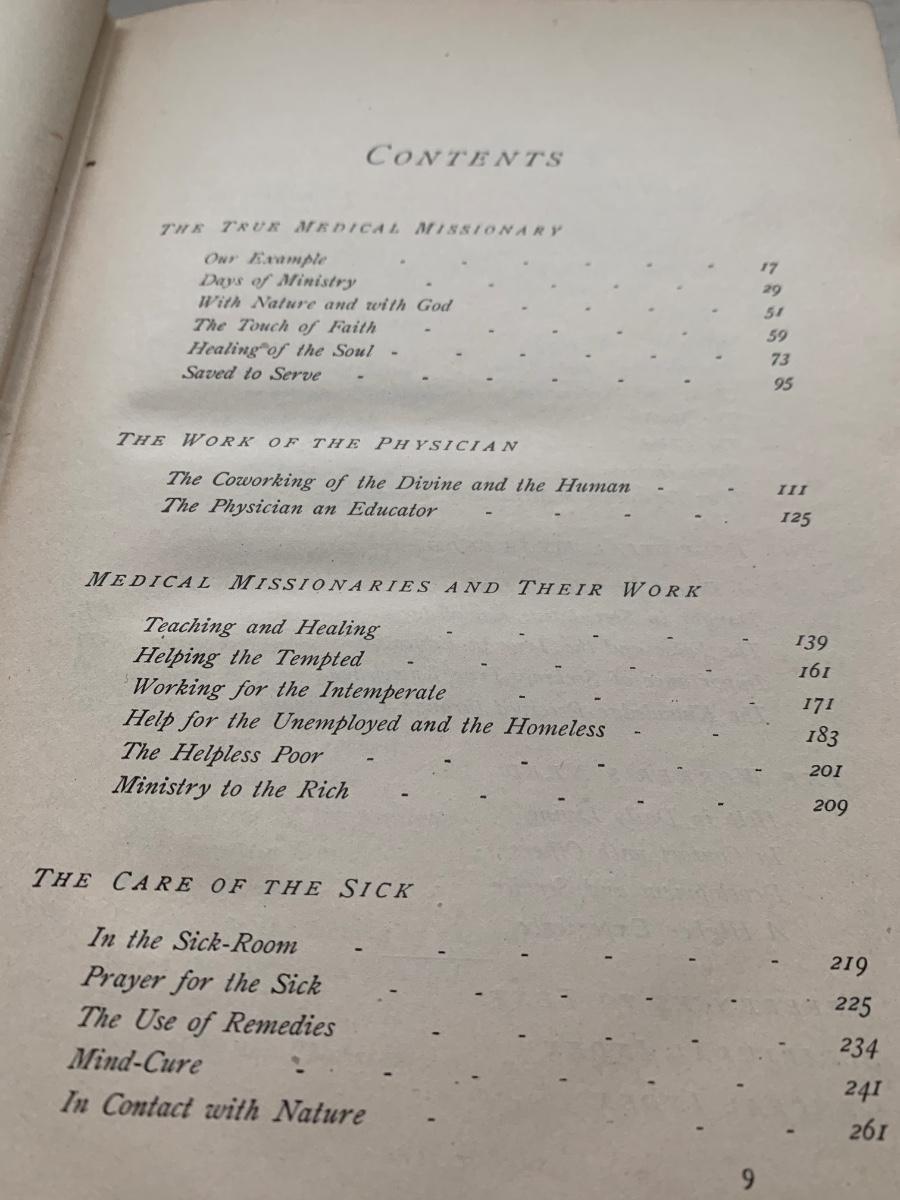 CONTENTS
THE TRUE MEDICAL MISSIONARY
Our Example - - - - - - 17
Days of Ministry - - - - - 29
With Nature and with God - - - - 51
The Touch of Faith - - - - - 59
Healing of the Soul - - - - - - 73
Saved to Serve - - - - - - 95
THE WORK OF THE PHYSICIAN
The Coworking of the Divine and the Human - - 111
The Physician an Educator - - - - 125
MEDICAL MISSIONARIES AND THEIR WORK
Teaching and Healing - - - - - 139
Helping the Tempted - - - - - 161
Working for the Intemperate - - - - 171
Help for the Unemployed and the Homeless - - 183
The Helpless Poor - - - - - - 201
Ministry to the Rich - - - - - 209
THE CARE OF THE SICK
In the Sick-Room - - - - - - 219
Prayer for the Sick - - - - - 225
The Use of Remedies - - - - - 234
Mind-Cure - - - - - - 241
In Contact with Nature - - - 261
9